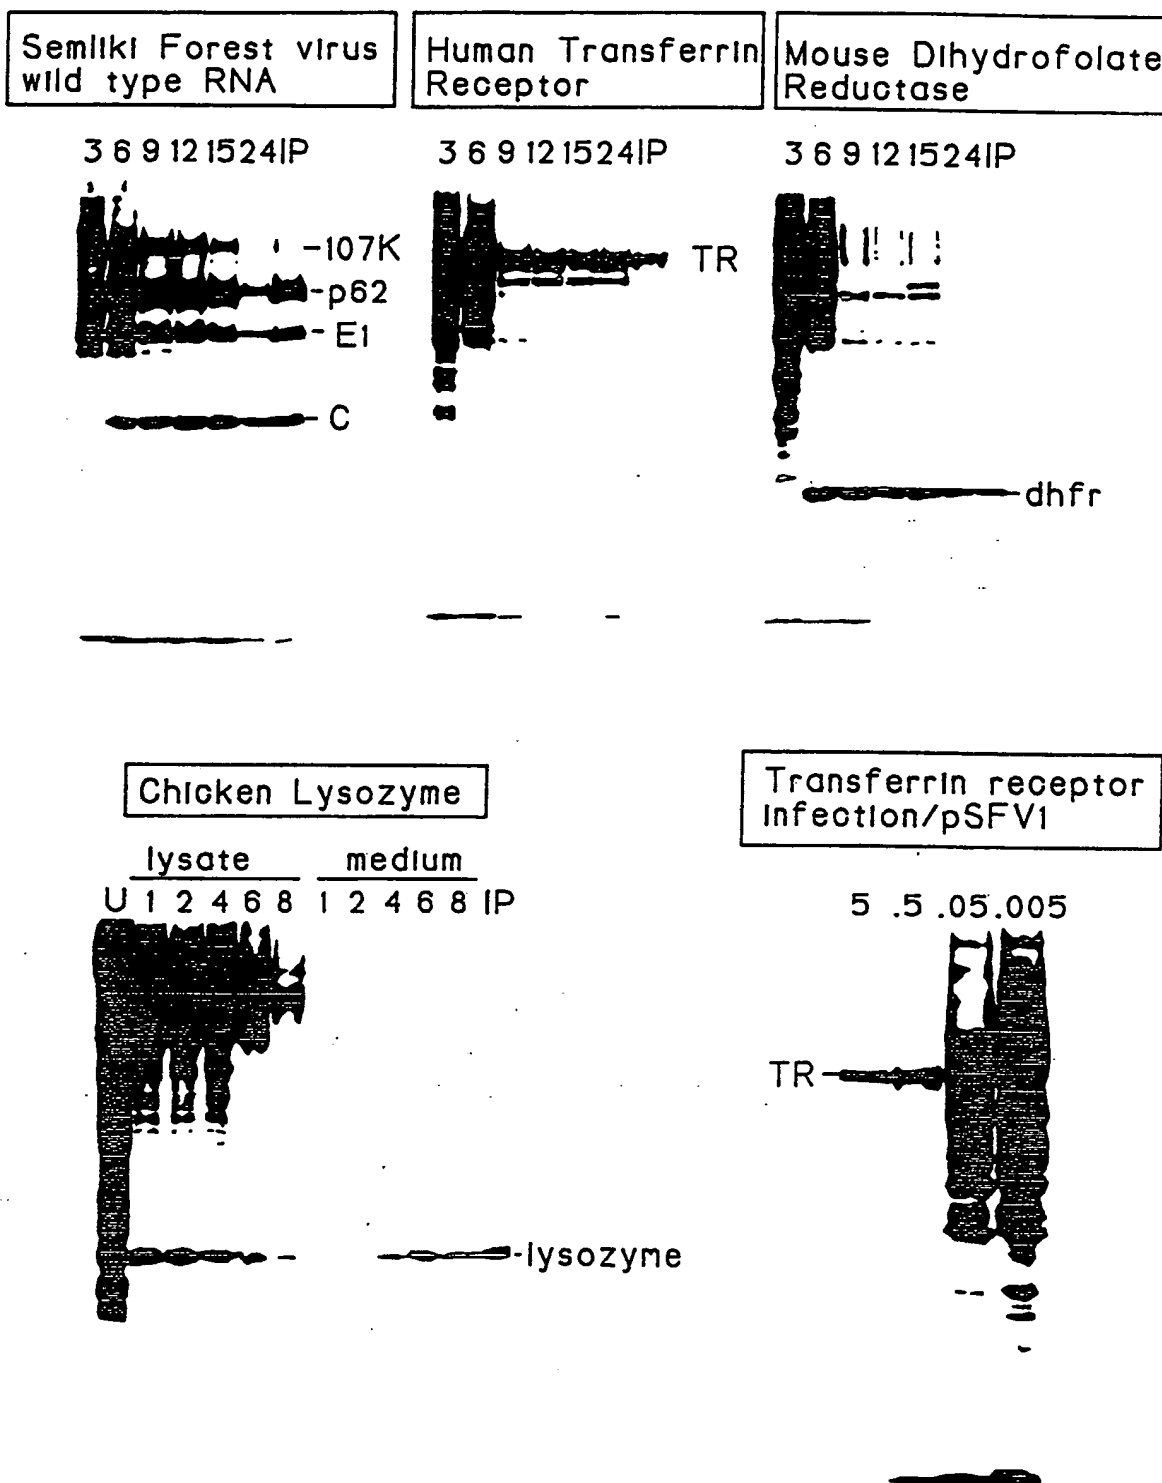 Semliki Forest virus
wild type RNA
Human Transferrin
Receptor
Mouse Dihydrofolate
Reductase
3 6 9 12 15 24 IP
3 6 9 12 15 24 IP
3 6 9 12 15 24 IP
-107K
-p62
- E1
- C
TR
-dhfr
Chicken Lysozyme
lysate medium
U 1 2 4 6 8 1 2 4 6 8 IP
-lysozyme
Transferrin receptor
Infection/pSFV1
5 .5 .05 .005
TR-